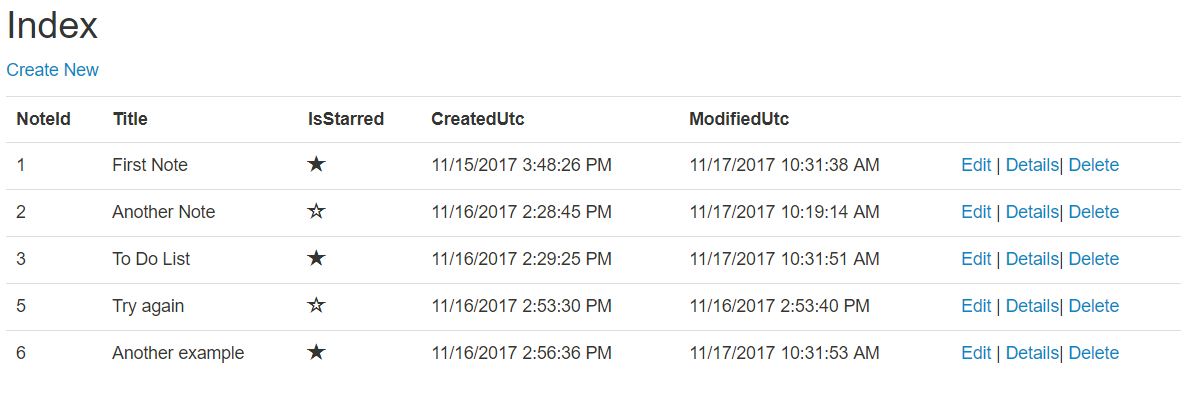 Index
Create New
NoteId Title IsStarred CreatedUtc ModifiedUtc
1 First Note ★ 11/15/2017 3:48:26 PM 11/17/2017 10:31:38 AM Edit | Details| Delete
2 Another Note ☆ 11/16/2017 2:28:45 PM 11/17/2017 10:19:14 AM Edit | Details| Delete
3 To Do List ★ 11/16/2017 2:29:25 PM 11/17/2017 10:31:51 AM Edit | Details| Delete
5 Try again ☆ 11/16/2017 2:53:30 PM 11/16/2017 2:53:40 PM Edit | Details| Delete
6 Another example ★ 11/16/2017 2:56:36 PM 11/17/2017 10:31:53 AM Edit | Details| Delete